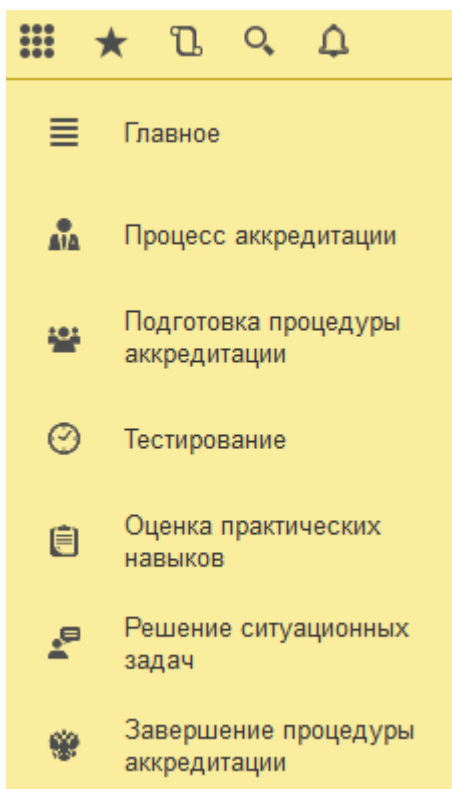 Главное
Процесс аккредитации
Подготовка процедуры
аккредитации
Тестирование
Оценка практических
навыков
Решение ситуационных
задач
Завершение процедуры
аккредитации